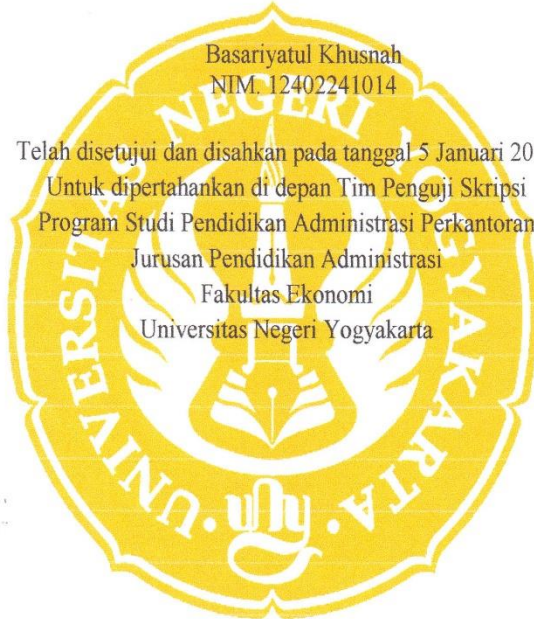 Basariyatul Khusnah
NIM. 12402241014
Telah disetujui dan disahkan pada tanggal 5 Januari 20
Untuk dipertahankan di depan Tim Penguji Skripsi
Program Studi Pendidikan Administrasi Perkantoran
Jurusan Pendidikan Administrasi
Fakultas Ekonomi
Universitas Negeri Yogyakarta
UNIVERSITAS NEGERI YOGYAKARTA
uny